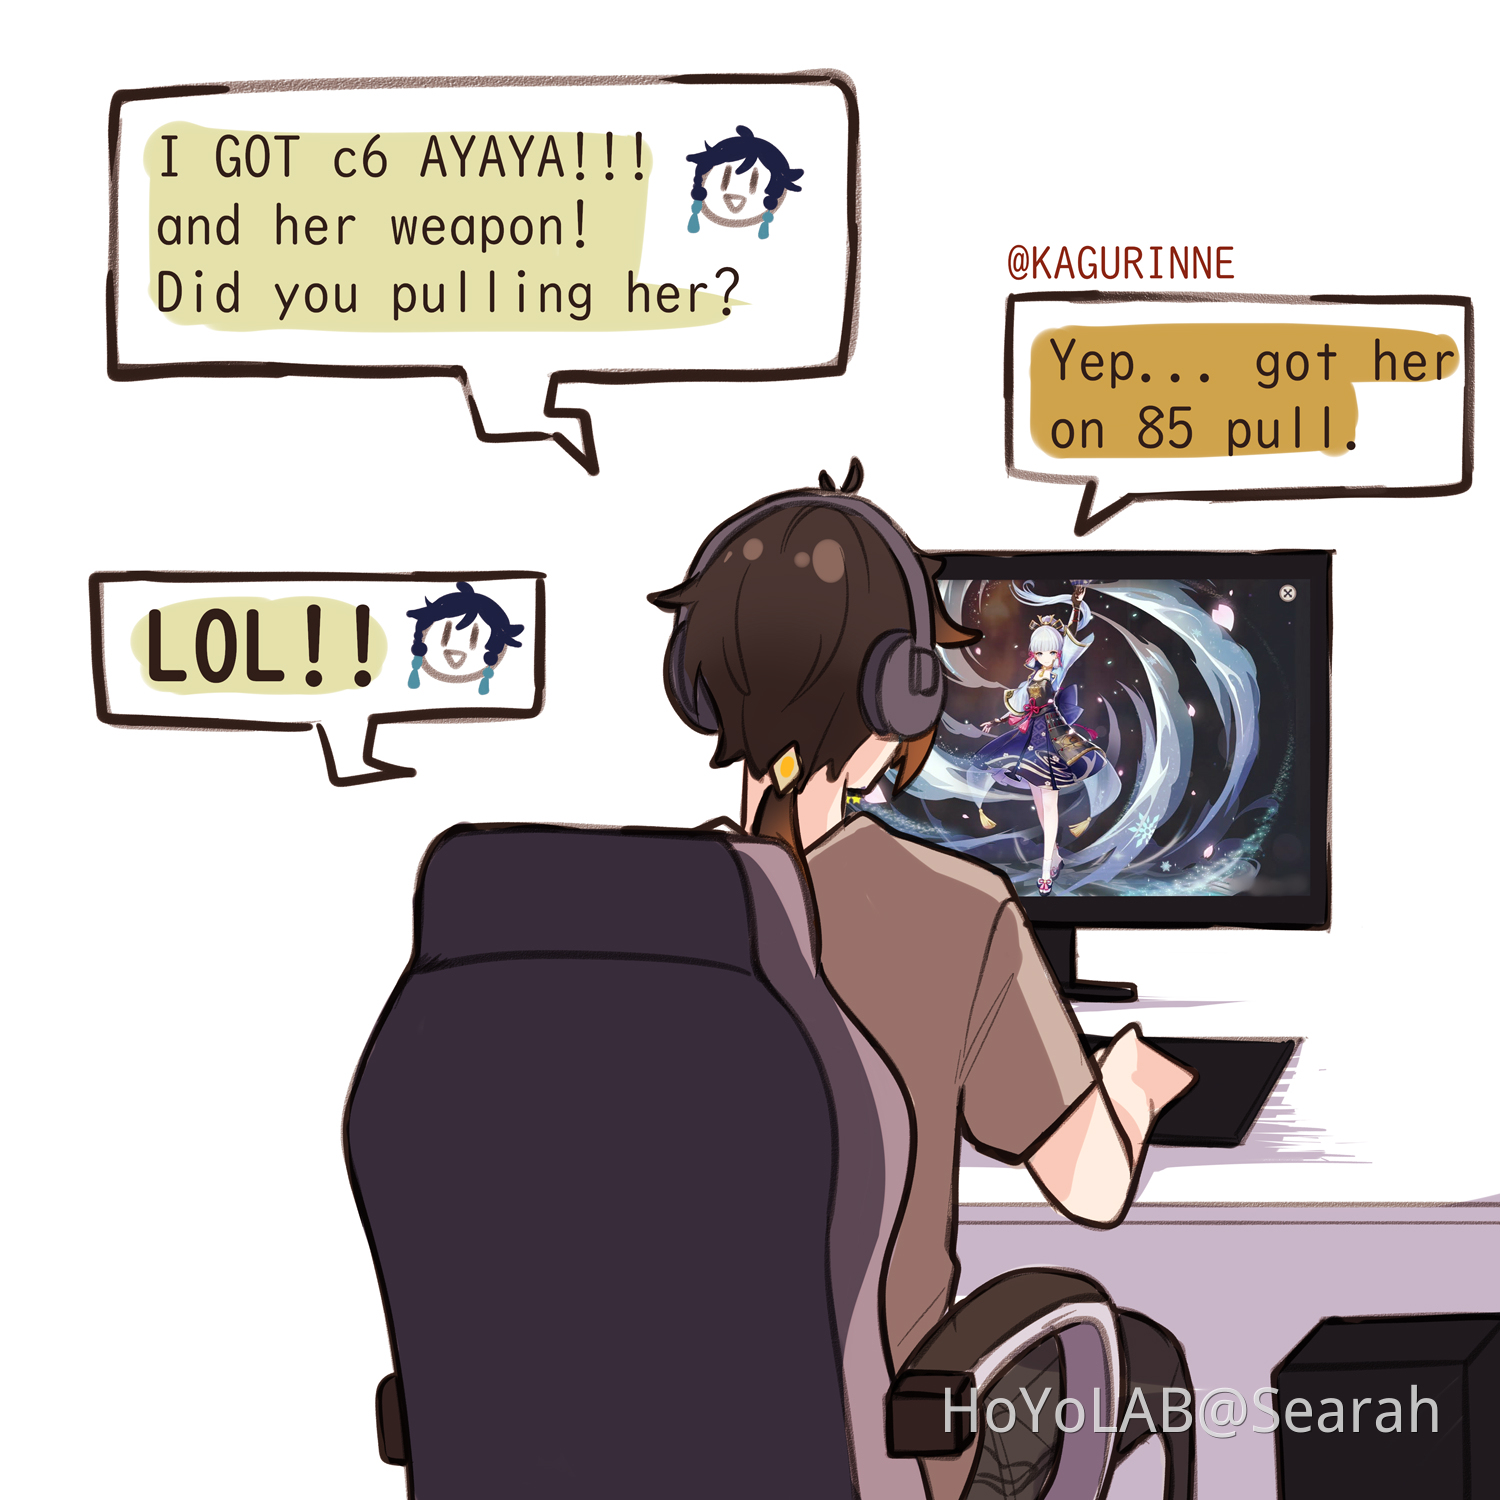 I GOT c6 AYAYA!!!
and her weapon!
Did you pulling her?
@KAGURINNE
Yep... got her
on 85 pull.
LOL!!
HoYoLAB@Searah